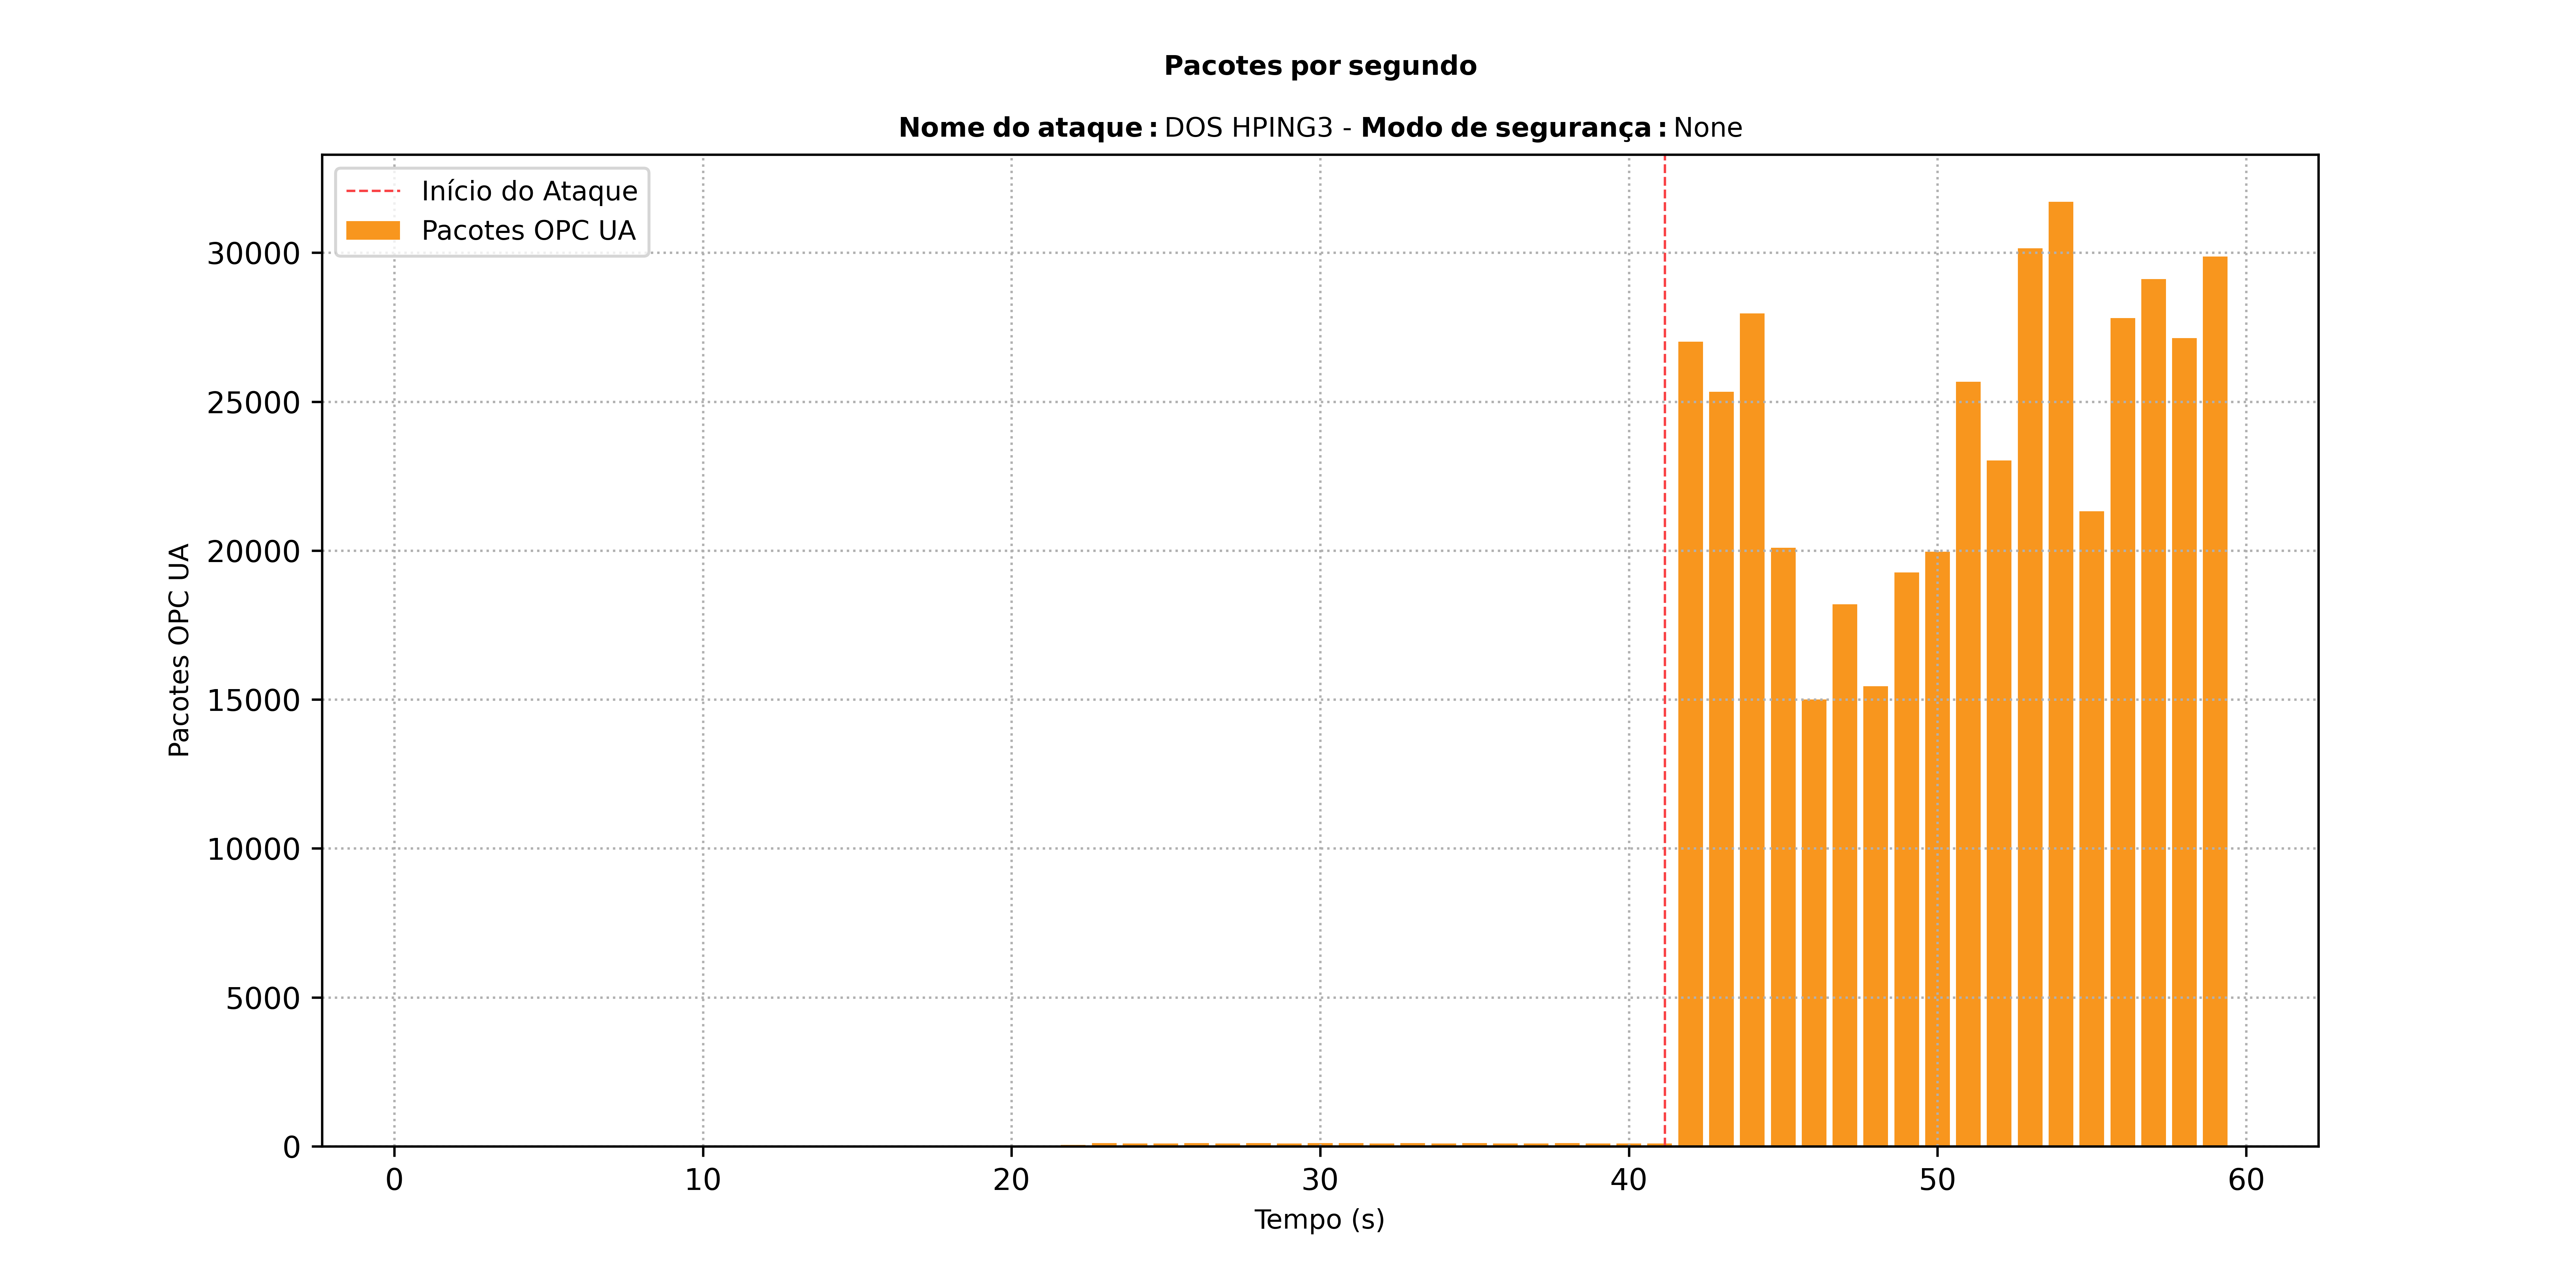 Pacotes por segundo
Nome do ataque: DOS HPING3 - Modo de segurança: None
Início do Ataque
Pacotes OPC UA
30000
25000
20000
15000
10000
5000
0
Pacotes OPC UA
0 10 20 30 40 50 60
Tempo (s)